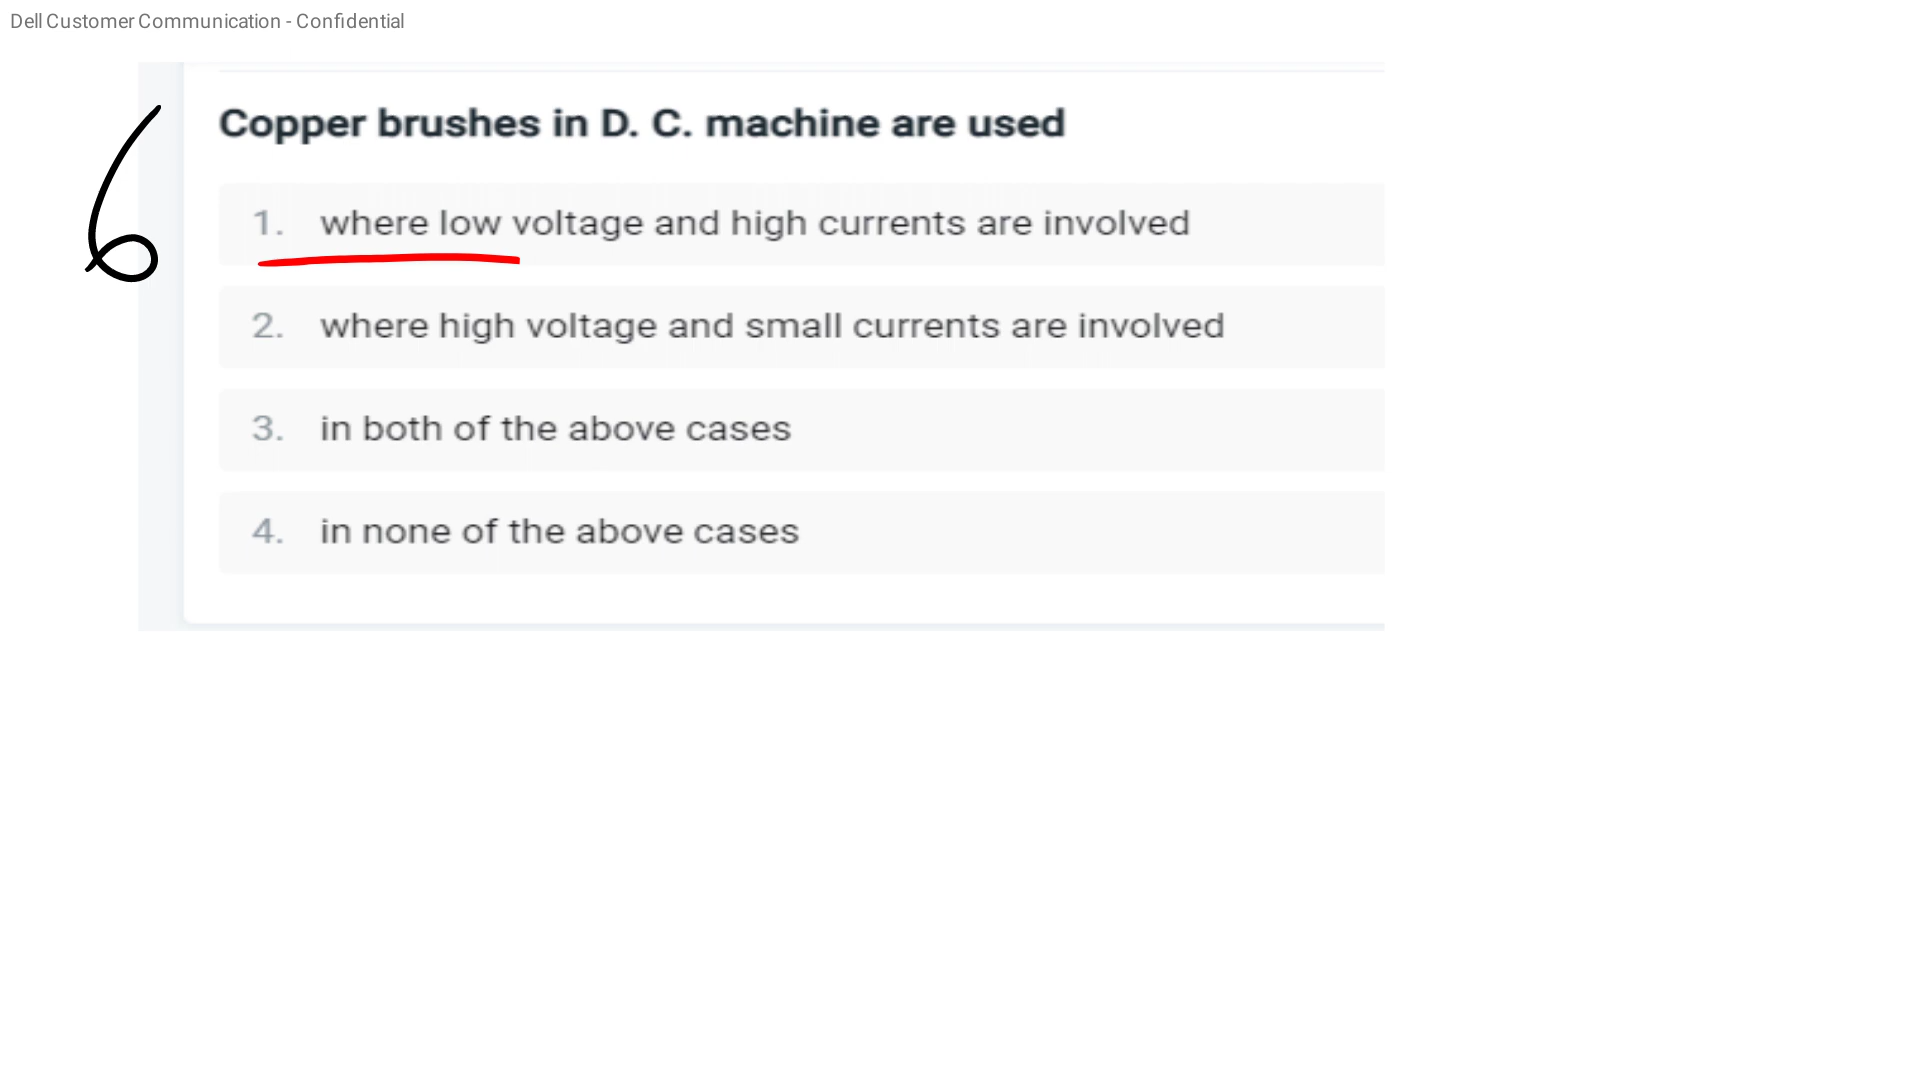 Dell Customer Communication - Confidential
6
Copper brushes in D. C. machine are used
1. where low voltage and high currents are involved
2. where high voltage and small currents are involved
3. in both of the above cases
4. in none of the above cases